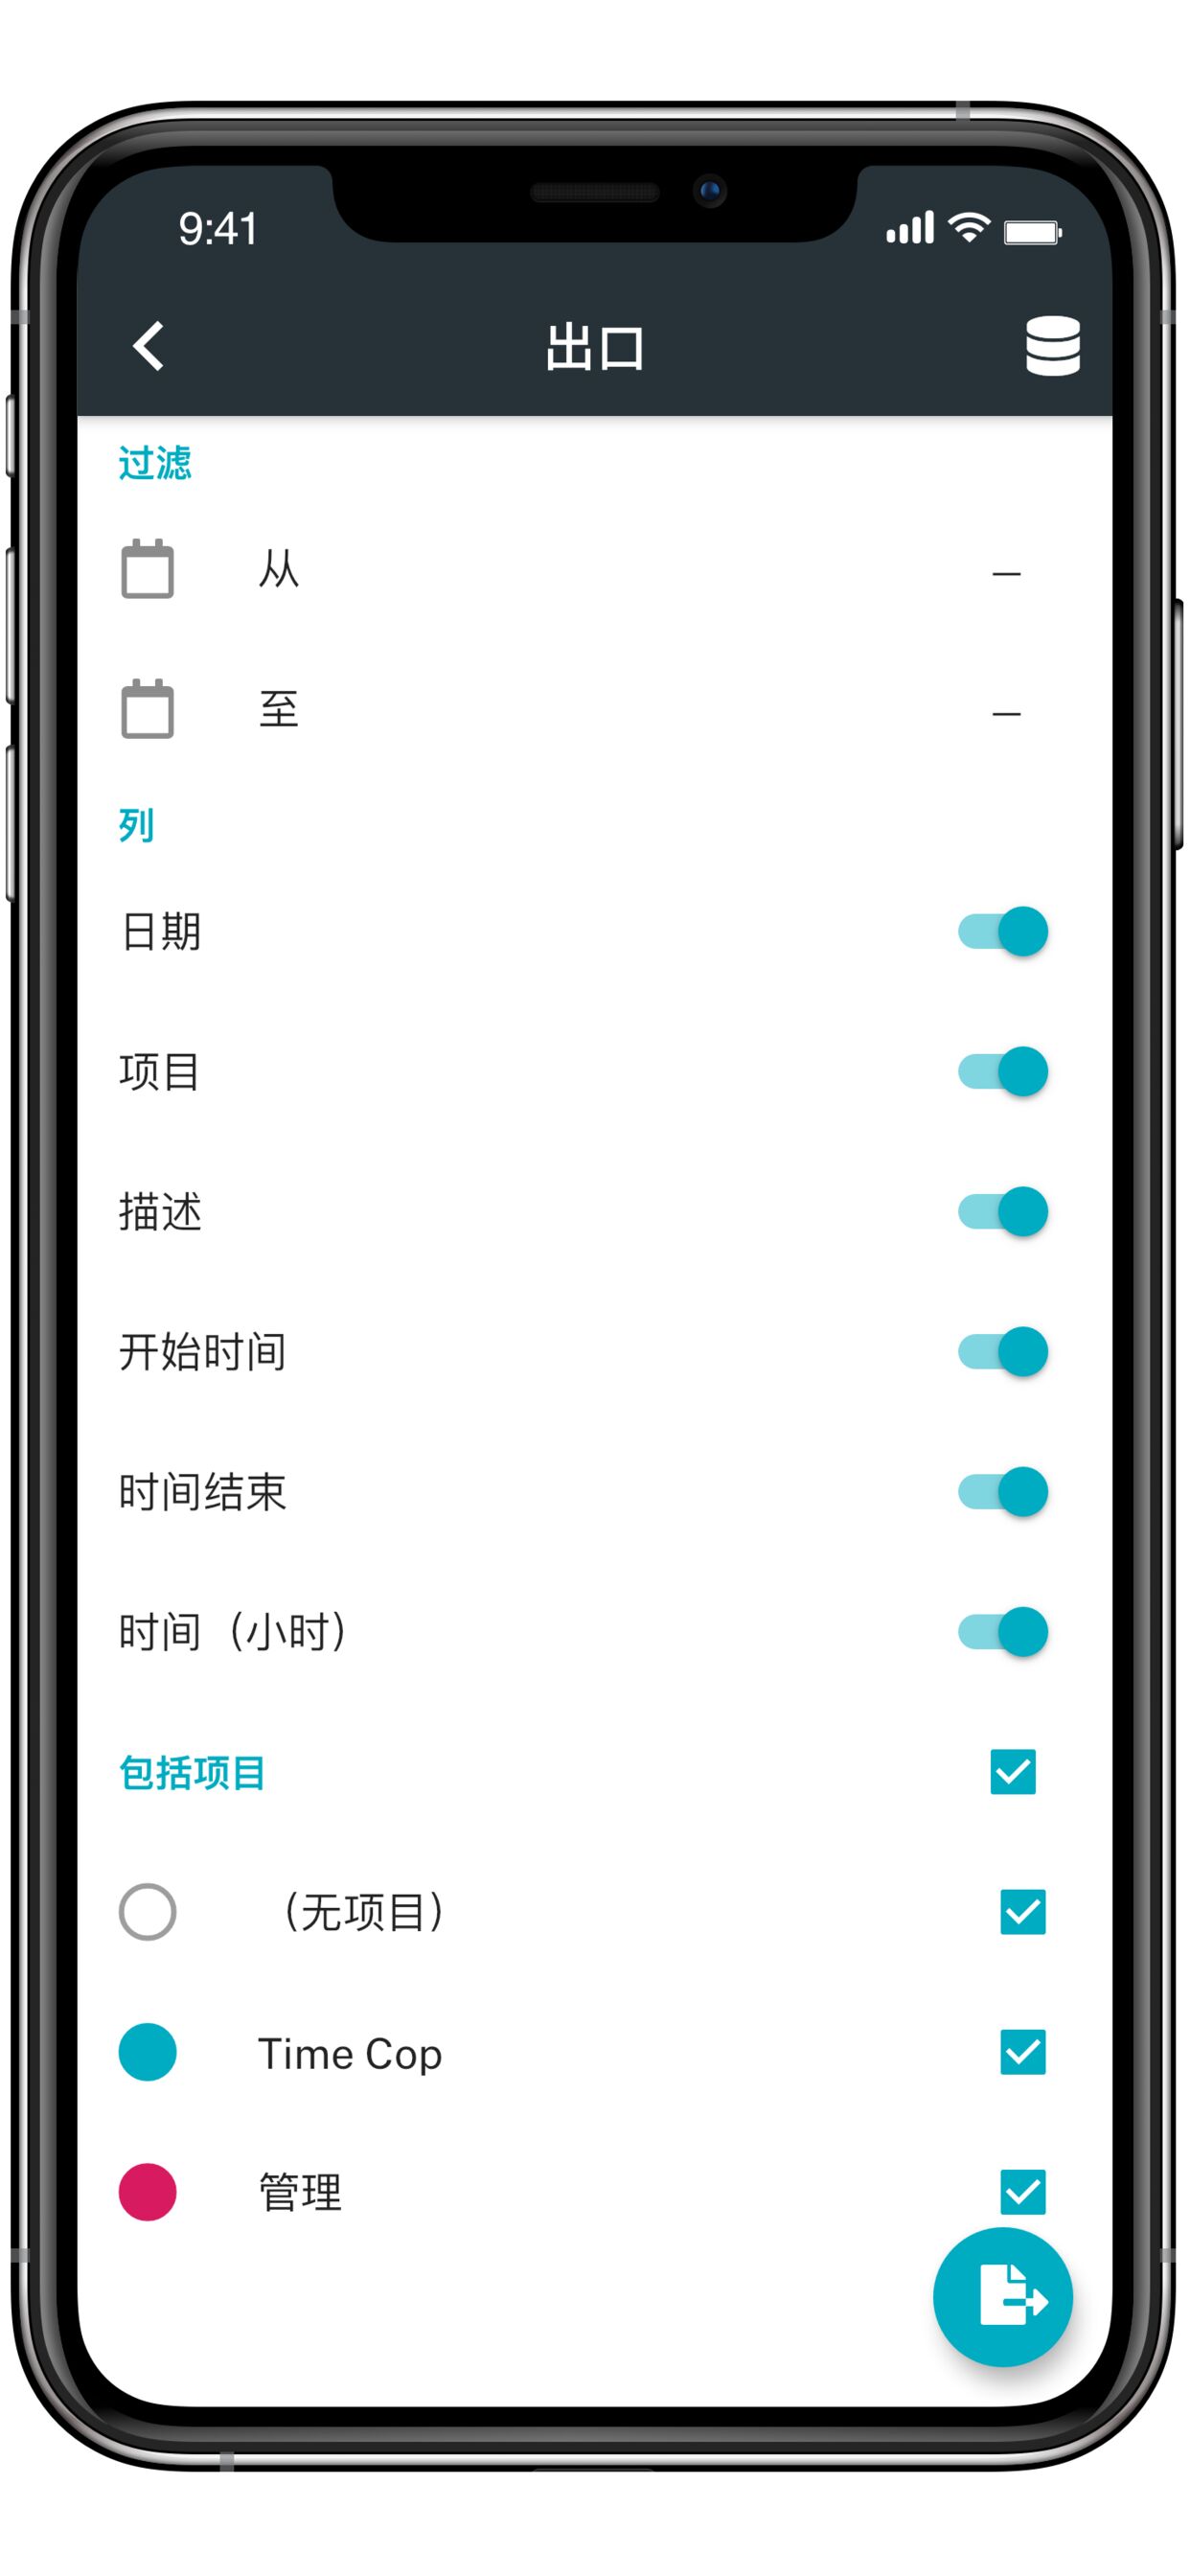 9:41
出口
过滤
从 –
至 –
列
日期
项目
描述
开始时间
时间结束
时间（小时）
包括项目
（无项目）
Time Cop
管理